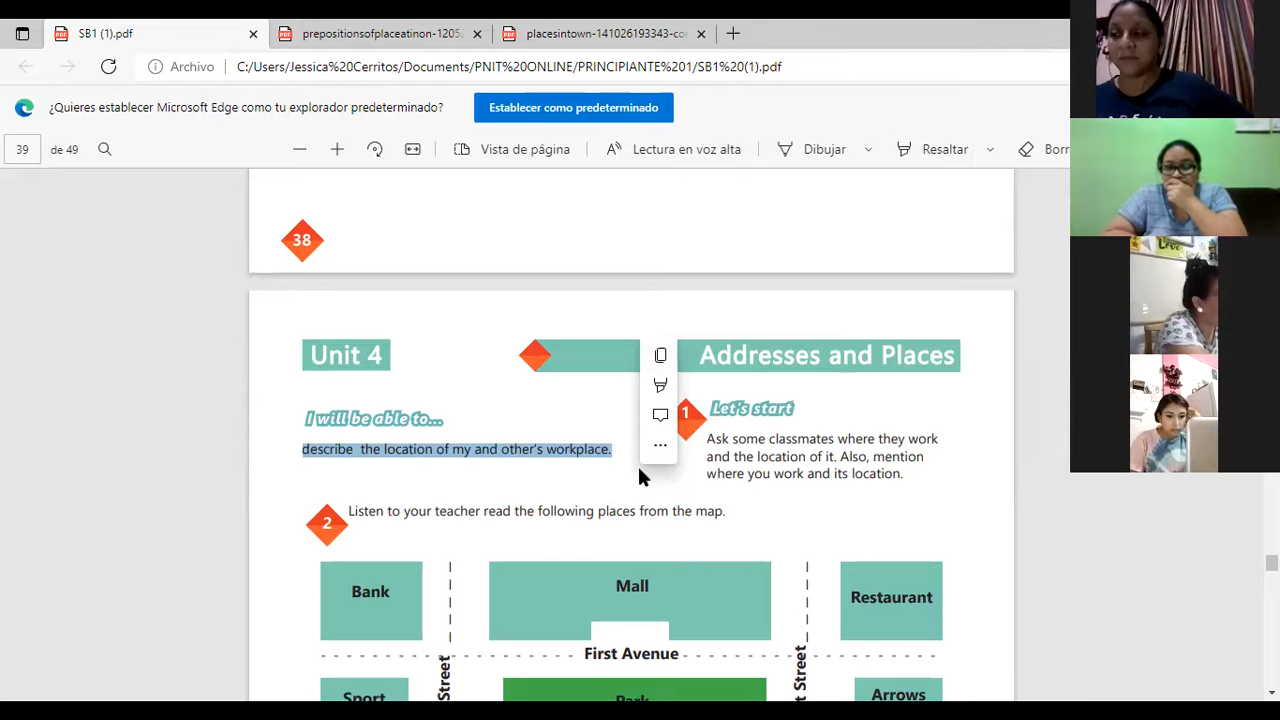 SB1 (1).pdf
prepositionsofplaceatinon-1205
placesintown-141026193343-co
Archivo
C:/Users/Jessica%20Cerritos/Documents/PNIT%20ONLINE/PRINCIPIANTE%201/SB1%20(1).pdf
¿Quieres establecer Microsoft Edge como tu explorador predeterminado?
Establecer como predeterminado
39 de 49
Vista de página
Lectura en voz alta
Dibujar
Resaltar
Borr
38
Unit 4
Addresses and Places
I will be able to...
describe the location of my and other's workplace.
1
Let's start
Ask some classmates where they work
and the location of it. Also, mention
where you work and its location.
2
Listen to your teacher read the following places from the map.
Bank
Mall
Restaurant
First Avenue
Street
Street
Sport
Park
Arrows
Love